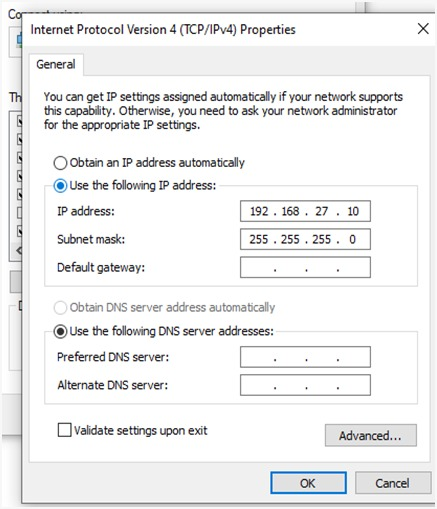 Internet Protocol Version 4 (TCP/IPv4) Properties
General
You can get IP settings assigned automatically if your network supports
this capability. Otherwise, you need to ask your network administrator
for the appropriate IP settings.
Obtain an IP address automatically
Use the following IP address:
IP address: 192 . 168 . 27 . 10
Subnet mask: 255 . 255 . 255 . 0
Default gateway: . . .
Obtain DNS server address automatically
Use the following DNS server addresses:
Preferred DNS server: . . .
Alternate DNS server: . . .
Validate settings upon exit
Advanced...
OK Cancel